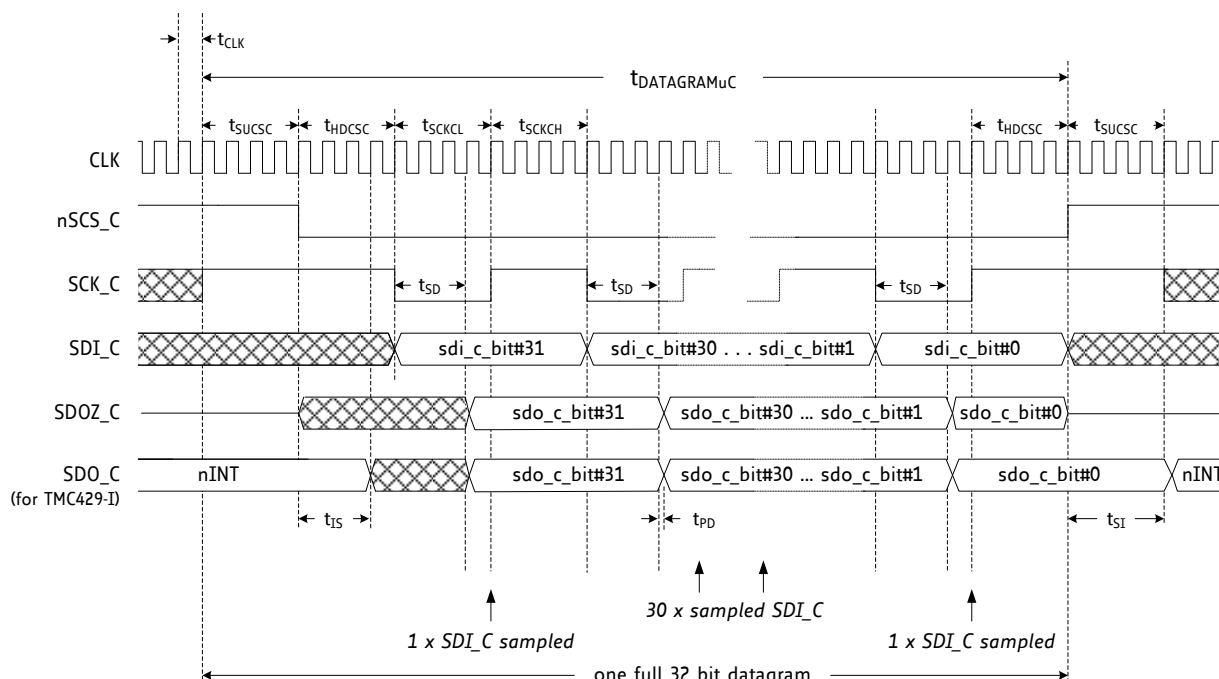 tCLK
tDATAGRAMuC
tSUCSC tHDCSC tSCKCL tSCKCH tHDCSC tSUCSC
CLK
nSCS_C
SCK_C tSD tSD tSD
SDI_C sdi_c_bit#31 sdi_c_bit#30 . . . sdi_c_bit#1 sdi_c_bit#0
SDOZ_C sdo_c_bit#31 sdo_c_bit#30 ... sdo_c_bit#1 sdo_c_bit#0
SDO_C nINT sdo_c_bit#31 sdo_c_bit#30 ... sdo_c_bit#1 sdo_c_bit#0 nINT
(for TMC429-I)
tIS tPD tSI
30 x sampled SDI_C
1 x SDI_C sampled 1 x SDI_C sampled
one full 32 bit datagram